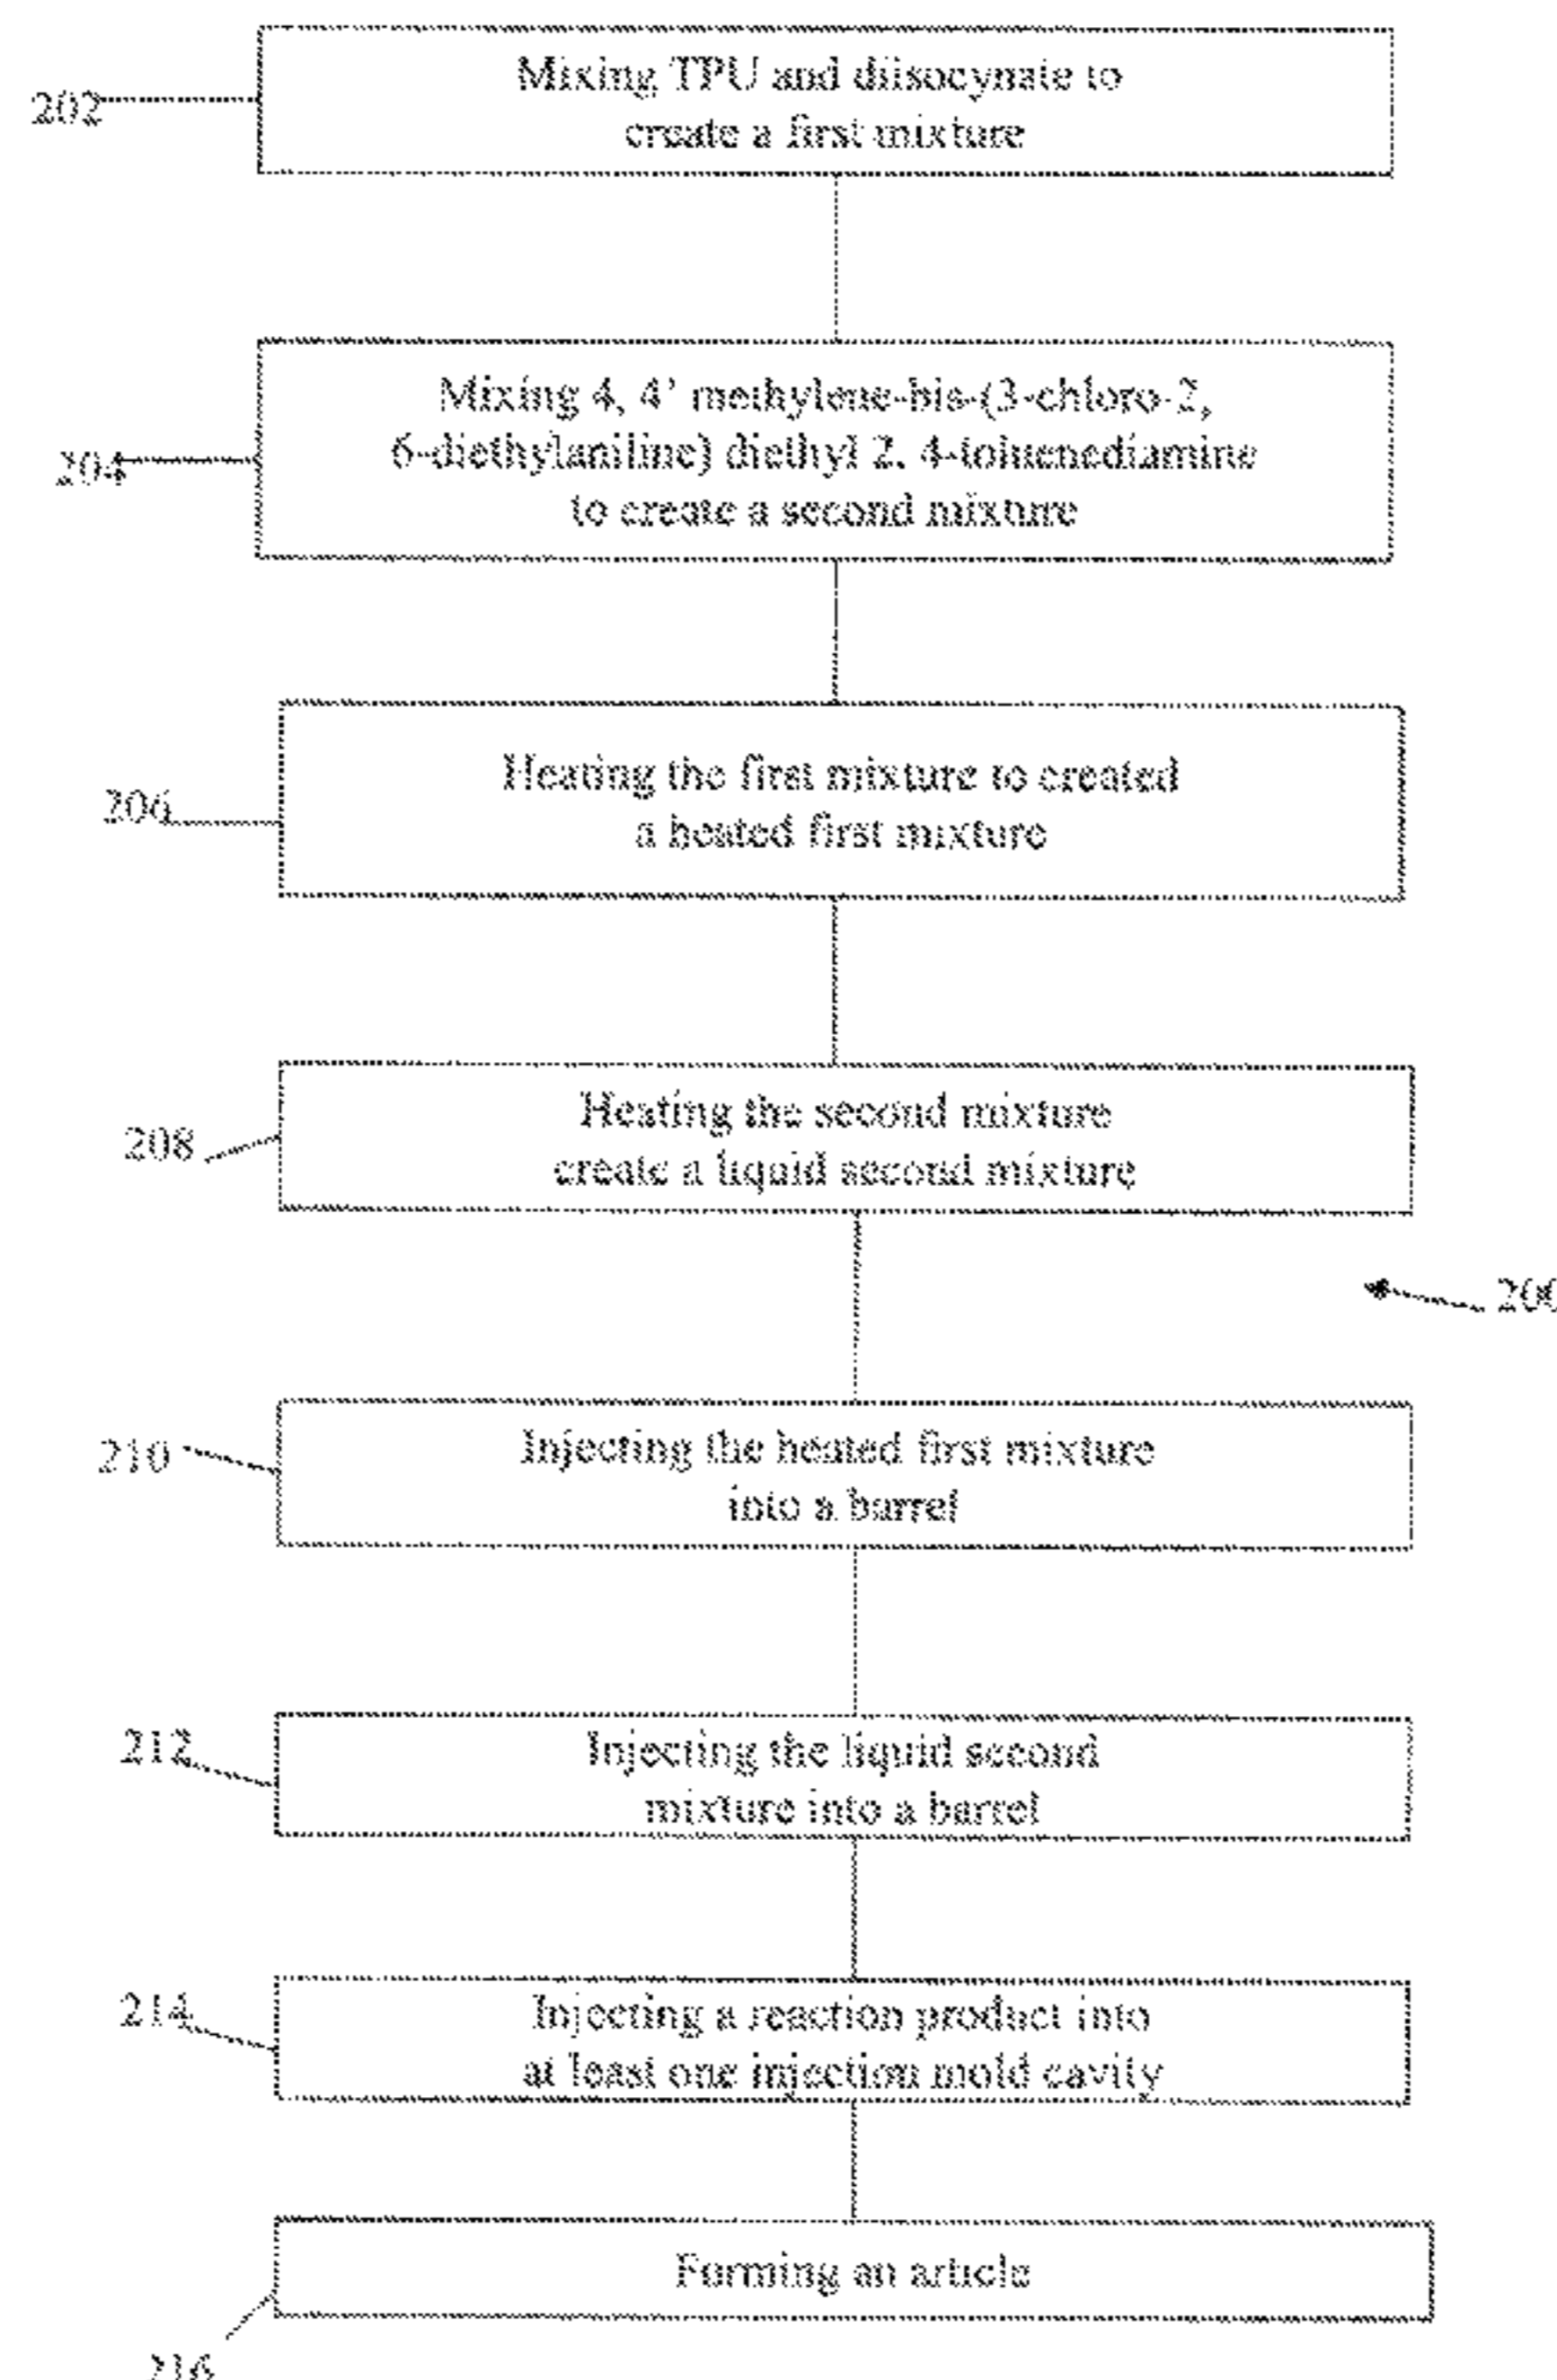 202
Mixing TPU and diisocynate to
create a first mixture
204
Mixing 4, 4' methylene-bis-(3-chloro-2,
6-diethylaniline) diethyl 2, 4-toluenediamine
to create a second mixture
206
Heating the first mixture to created
a heated first mixture
208
Heating the second mixture
create a liquid second mixture
200
210
Injecting the heated first mixture
into a barrel
212
Injecting the liquid second
mixture into a barrel
214
Injecting a reaction product into
at least one injection mold cavity
Forming an article
216